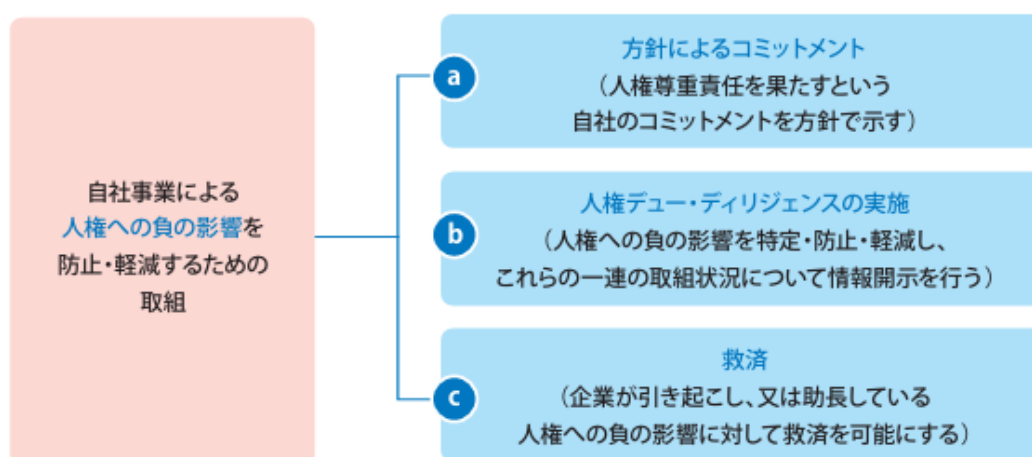 自社事業による
人権への負の影響を
防止・軽減するための
取組
a
方針によるコミットメント
（人権尊重責任を果たすという
自社のコミットメントを方針で示す）
b
人権デュー・ディリジェンスの実施
（人権への負の影響を特定・防止・軽減し、
これらの一連の取組状況について情報開示を行う）
c
救済
（企業が引き起こし、又は助長している
人権への負の影響に対して救済を可能にする）